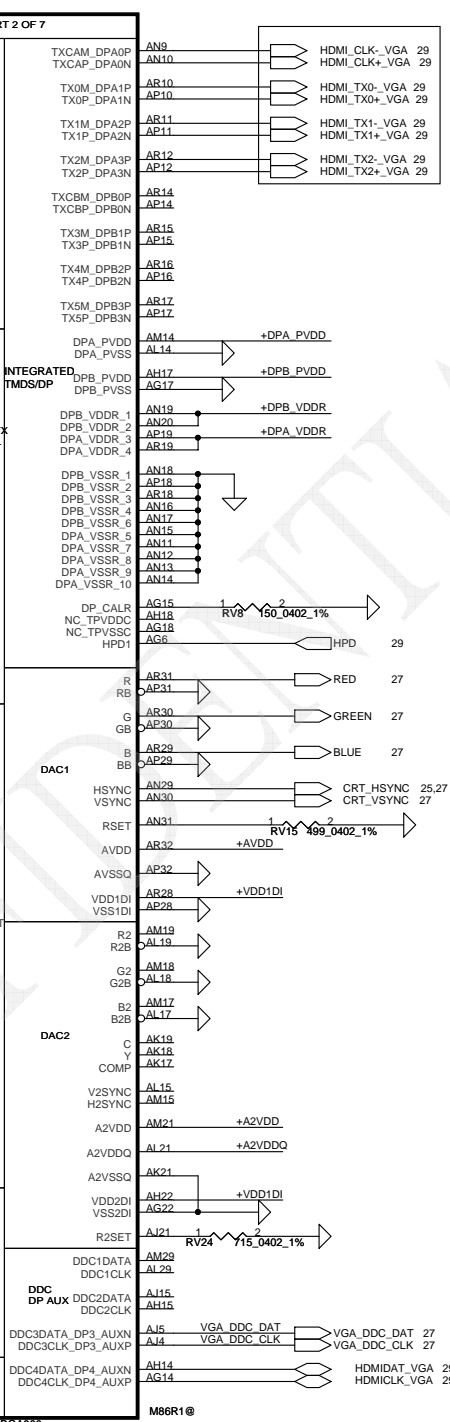 RT 2 OF 7
TXCAM_DPA0P AN9 HDMI_CLK-_VGA 29
TXCAP_DPA0N AN10 HDMI_CLK+_VGA 29
TX0M_DPA1P AR10 HDMI_TX0-_VGA 29
TX0P_DPA1N AP10 HDMI_TX0+_VGA 29
TX1M_DPA2P AR11 HDMI_TX1-_VGA 29
TX1P_DPA2N AP11 HDMI_TX1+_VGA 29
TX2M_DPA3P AR12 HDMI_TX2-_VGA 29
TX2P_DPA3N AP12 HDMI_TX2+_VGA 29
TXCBM_DPB0P AR14
TXCBP_DPB0N AP14
TX3M_DPB1P AR15
TX3P_DPB1N AP15
TX4M_DPB2P AR16
TX4P_DPB2N AP16
TX5M_DPB3P AR17
TX5P_DPB3N AP17
DPA_PVDD AM14 +DPA_PVDD
DPA_PVSS AL14
INTEGRATED
TMDS/DP
DPB_PVDD AH17 +DPB_PVDD
DPB_PVSS AG17
DPB_VDDR_1 AN19 +DPB_VDDR
DPB_VDDR_2 AN20
DPA_VDDR_3 AP19 +DPA_VDDR
DPA_VDDR_4 AR19
DPB_VSSR_1 AN18
DPB_VSSR_2 AP18
DPB_VSSR_3 AR18
DPB_VSSR_4 AN16
DPB_VSSR_6 AN17
DPA_VSSR_5 AN15
DPA_VSSR_7 AN11
DPA_VSSR_8 AN12
DPA_VSSR_9 AN13
DPA_VSSR_10 AN14
DP_CALR AG15 1 2
RV8 150_0402_1%
NC_TPVDDC AH18
NC_TPVSSC AG18
HPD1 AG6 HPD 29
R AR31 RED 27
RB AP31
G AR30 GREEN 27
GB AP30
B AR29 BLUE 27
BB AP29
DAC1
HSYNC AN29 CRT_HSYNC 25,27
VSYNC AN30 CRT_VSYNC 27
RSET AN31 1 2
RV15 499_0402_1%
AVDD AR32 +AVDD
AVSSQ AP32
VDD1DI AR28 +VDD1DI
VSS1DI AP28
R2 AM19
R2B AL19
G2 AM18
G2B AL18
B2 AM17
B2B AL17
DAC2
C AK19
Y AK18
COMP AK17
V2SYNC AL15
H2SYNC AM15
A2VDD AM21 +A2VDD
A2VDDQ AL21 +A2VDDQ
A2VSSQ AK21
VDD2DI AH22 +VDD1DI
VSS2DI AG22
R2SET AJ21 1 2
RV24 715_0402_1%
DDC1DATA AM29
DDC1CLK AL29
DDC
DP AUX
DDC2DATA AJ15
DDC2CLK AH15
DDC3DATA_DP3_AUXN AJ5 VGA_DDC_DAT VGA_DDC_DAT 27
DDC3CLK_DP3_AUXP AJ4 VGA_DDC_CLK VGA_DDC_CLK 27
DDC4DATA_DP4_AUXN AH14 HDMIDAT_VGA 29
DDC4CLK_DP4_AUXP AG14 HDMICLK_VGA 29
M86R1@